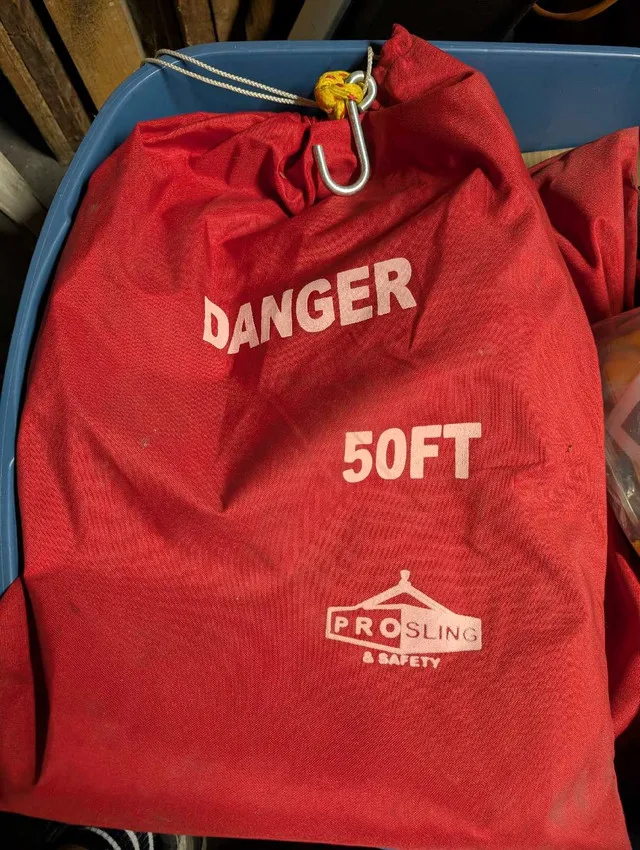 DANGER
50FT
PROSLING
& SAFETY